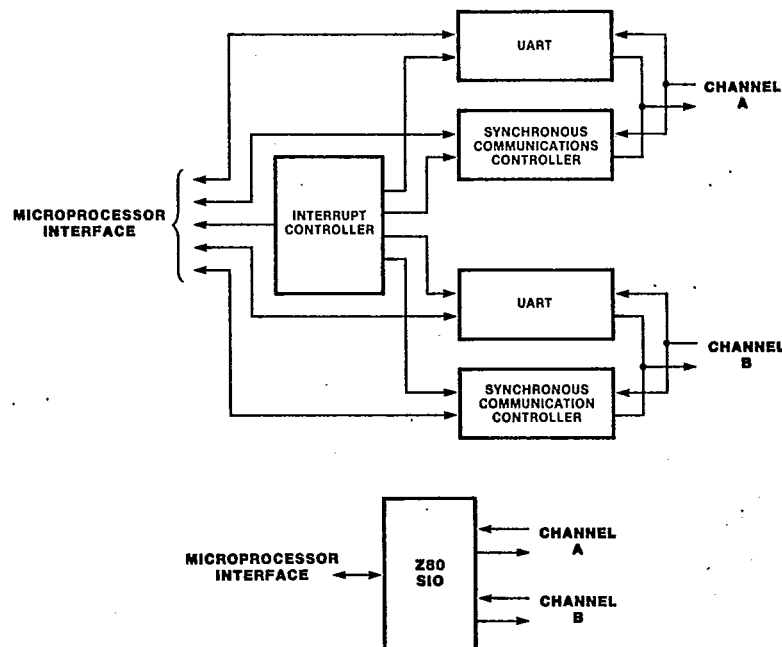 UART
CHANNEL
A
SYNCHRONOUS
COMMUNICATIONS
CONTROLLER
MICROPROCESSOR
INTERFACE
INTERRUPT
CONTROLLER
UART
CHANNEL
B
SYNCHRONOUS
COMMUNICATION
CONTROLLER
MICROPROCESSOR
INTERFACE
Z80
SIO
CHANNEL
A
CHANNEL
B